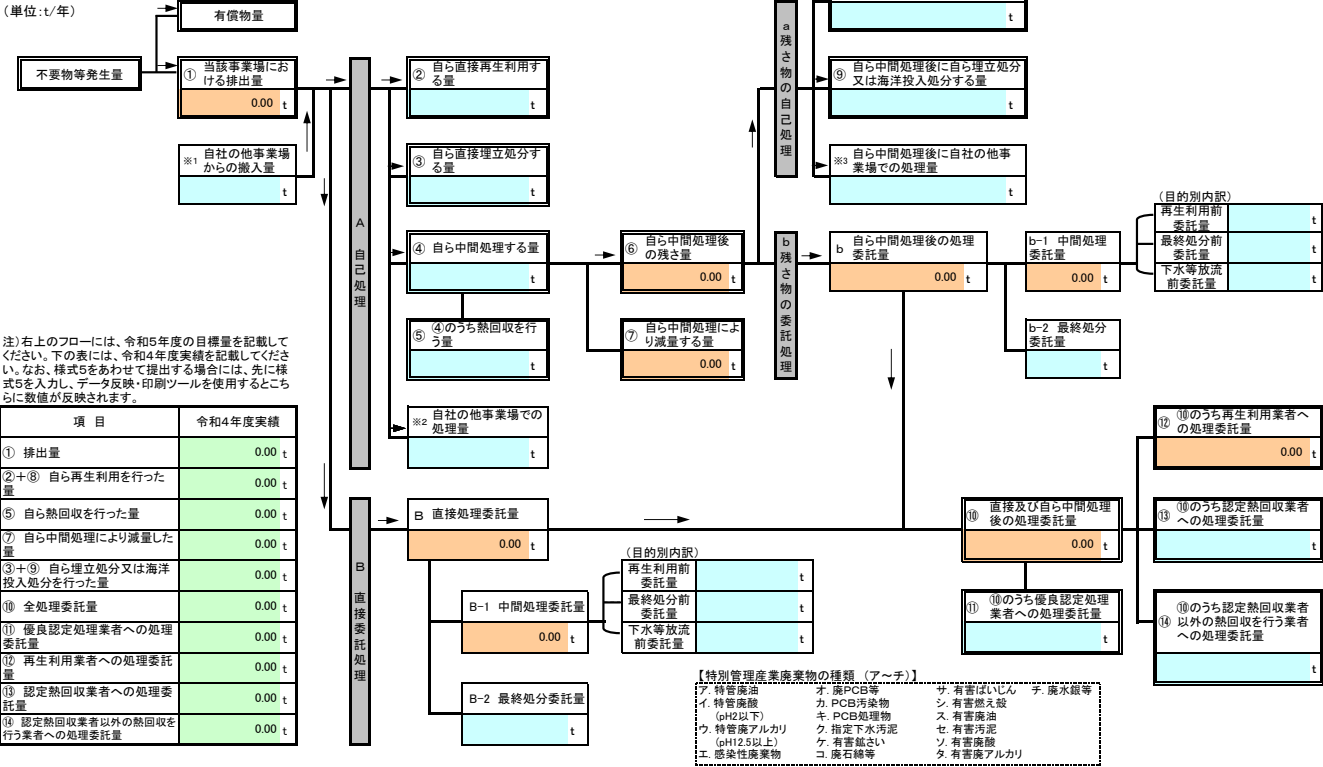 (単位:t/年)
有償物量
不要物等発生量
① 当該事業場にお
ける排出量
0.00 t
※1 自社の他事業場
からの搬入量
t
A 自己処理
② 自ら直接再生利用す
る量
t
③ 自ら直接埋立処分す
る量
t
④ 自ら中間処理する量
t
⑤ ④のうち熱回収を行
う量
t
※2 自社の他事業場での
処理量
t
⑥ 自ら中間処理後
の残さ量
0.00 t
⑦ 自ら中間処理によ
り減量する量
0.00 t
a 残さ物の自己処理
t
⑨ 自ら中間処理後に自ら埋立処分
又は海洋投入処分する量
t
※3 自ら中間処理後に自社の他事
業場での処理量
t
b 残さ物の委託処理
b 自ら中間処理後の処理
委託量
0.00 t
b-1 中間処理
委託量
0.00 t
(目的別内訳)
再生利用前
委託量
t
最終処分前
委託量
t
下水等放流
前委託量
t
b-2 最終処分
委託量
t
注)右上のフローには、令和5年度の目標量を記載して
ください。下の表には、令和4年度実績を記載してくださ
い。なお、様式5をあわせて提出する場合には、先に様
式5を入力し、データ反映・印刷ツールを使用するとこち
らに数値が反映されます。
項 目 令和4年度実績
① 排出量 0.00 t
②+⑧ 自ら再生利用を行った
量 0.00 t
⑤ 自ら熱回収を行った量 0.00 t
⑦ 自ら中間処理により減量した
量 0.00 t
③+⑨ 自ら埋立処分又は海洋
投入処分を行った量 0.00 t
⑩ 全処理委託量 0.00 t
⑪ 優良認定処理業者への処理
委託量 0.00 t
⑫ 再生利用業者への処理委託
量 0.00 t
⑬ 認定熱回収業者への処理委
託量 0.00 t
⑭ 認定熱回収業者以外の熱回収を
行う業者への処理委託量 0.00 t
B 直接委託処理
B 直接処理委託量
0.00 t
B-1 中間処理委託量
0.00 t
(目的別内訳)
再生利用前
委託量
t
最終処分前
委託量
t
下水等放流
前委託量
t
B-2 最終処分委託量
t
⑩ 直接及び自ら中間処理
後の処理委託量
0.00 t
⑪ ⑩のうち優良認定処理
業者への処理委託量
t
⑫ ⑩のうち再生利用業者へ
の処理委託量
0.00 t
⑬ ⑩のうち認定熱回収業者
への処理委託量
t
⑭ ⑩のうち認定熱回収業者
以外の熱回収を行う業者
への処理委託量
t
【特別管理産業廃棄物の種類 (ア~チ)】
ア. 特管廃油 オ. 廃PCB等 サ. 有害ばいじん チ. 廃水銀等
イ. 特管廃酸 カ. PCB汚染物 シ. 有害燃え殻
(pH2以下) キ. PCB処理物 ス. 有害廃油
ウ. 特管廃アルカリ ク. 指定下水汚泥 セ. 有害汚泥
(pH12.5以上) ケ. 有害鉱さい ソ. 有害廃酸
エ. 感染性廃棄物 コ. 廃石綿等 タ. 有害廃アルカリ